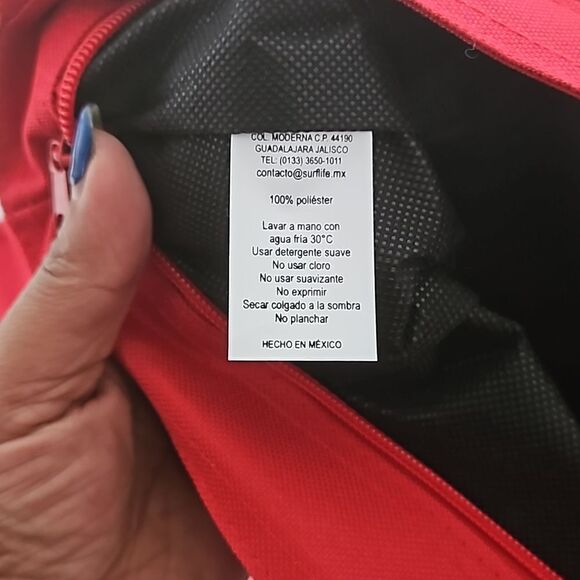 COL. MODERNA C.P. 44190
GUADALAJARA JALISCO
TEL: (0133) 3650-1011
contacto@surflife.mx
100% poliéster
Lavar a mano con
agua fría 30°C
Usar detergente suave
No usar cloro
No usar suavizante
No exprimir
Secar colgado a la sombra
No planchar
HECHO EN MÉXICO